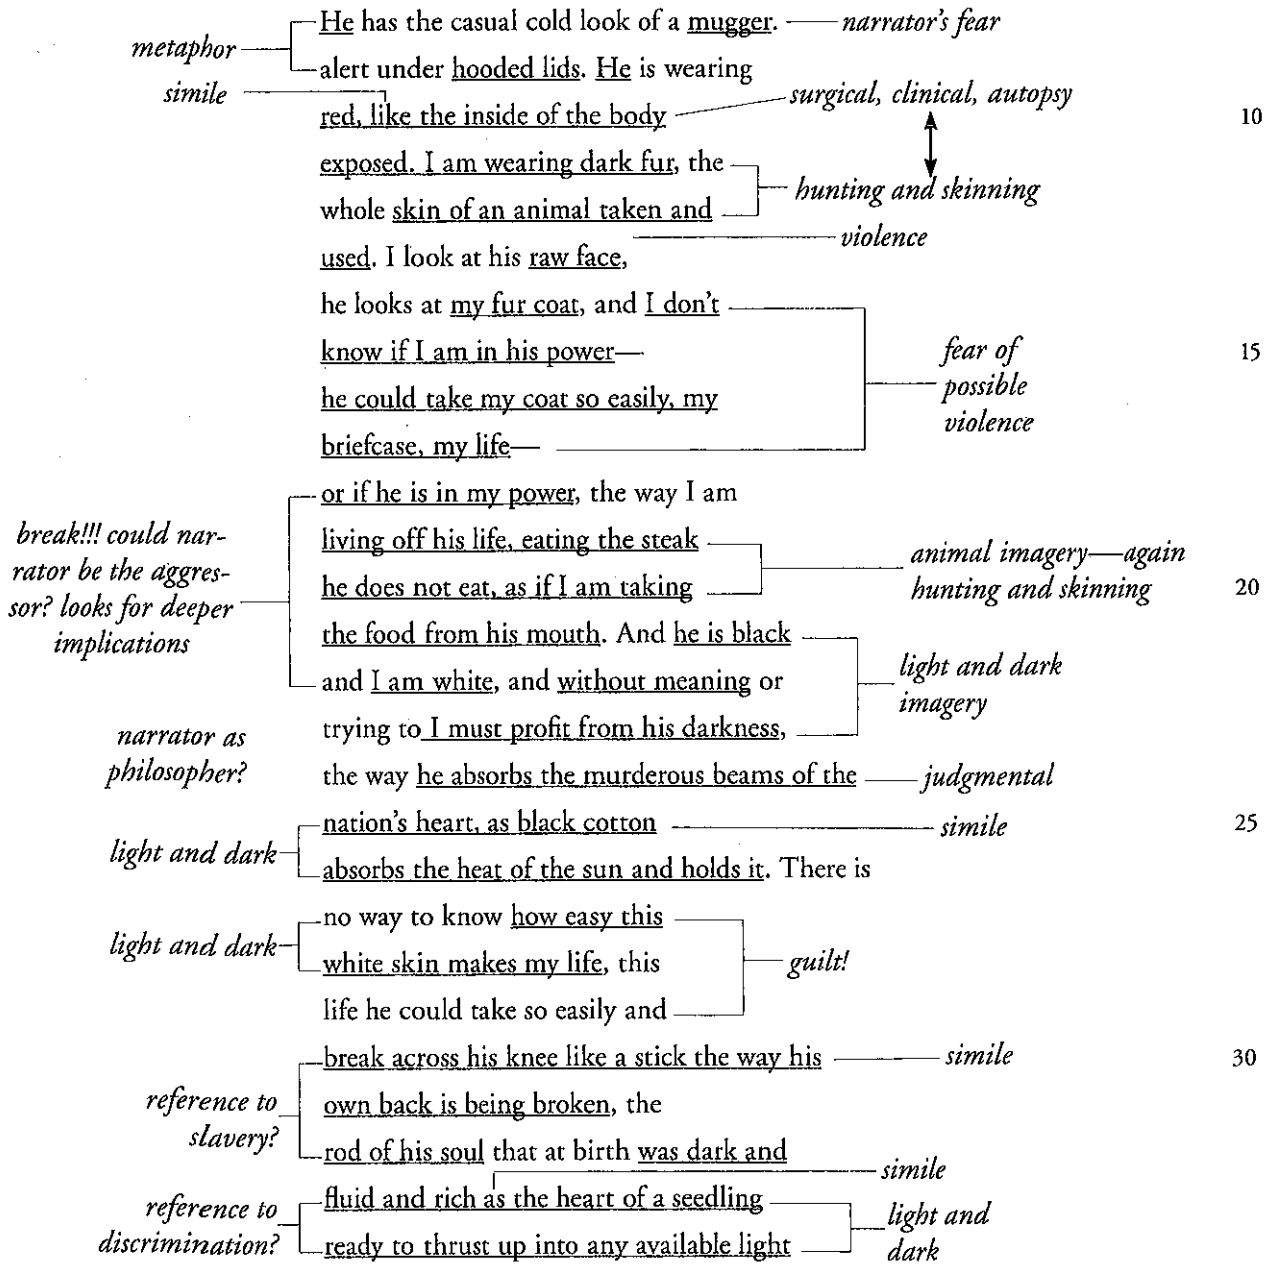 He has the casual cold look of a mugger. narrator's fear
metaphor
alert under hooded lids. He is wearing
simile
surgical, clinical, autopsy
red, like the inside of the body 10
exposed. I am wearing dark fur, the
hunting and skinning
whole skin of an animal taken and
violence
used. I look at his raw face,
he looks at my fur coat, and I don't
know if I am in his power— 15
fear of
possible
violence
he could take my coat so easily, my
briefcase, my life—
or if he is in my power, the way I am
break!!! could nar-
rator be the aggres-
sor? looks for deeper
implications
living off his life, eating the steak
animal imagery—again
hunting and skinning
he does not eat, as if I am taking 20
the food from his mouth. And he is black
light and dark
imagery
and I am white, and without meaning or
trying to I must profit from his darkness,
narrator as
philosopher?
the way he absorbs the murderous beams of the judgmental
nation's heart, as black cotton simile 25
light and dark
absorbs the heat of the sun and holds it. There is
no way to know how easy this
light and dark
white skin makes my life, this guilt!
life he could take so easily and
break across his knee like a stick the way his simile 30
reference to
slavery?
own back is being broken, the
rod of his soul that at birth was dark and
simile
fluid and rich as the heart of a seedling
reference to
discrimination?
light and
dark
ready to thrust up into any available light